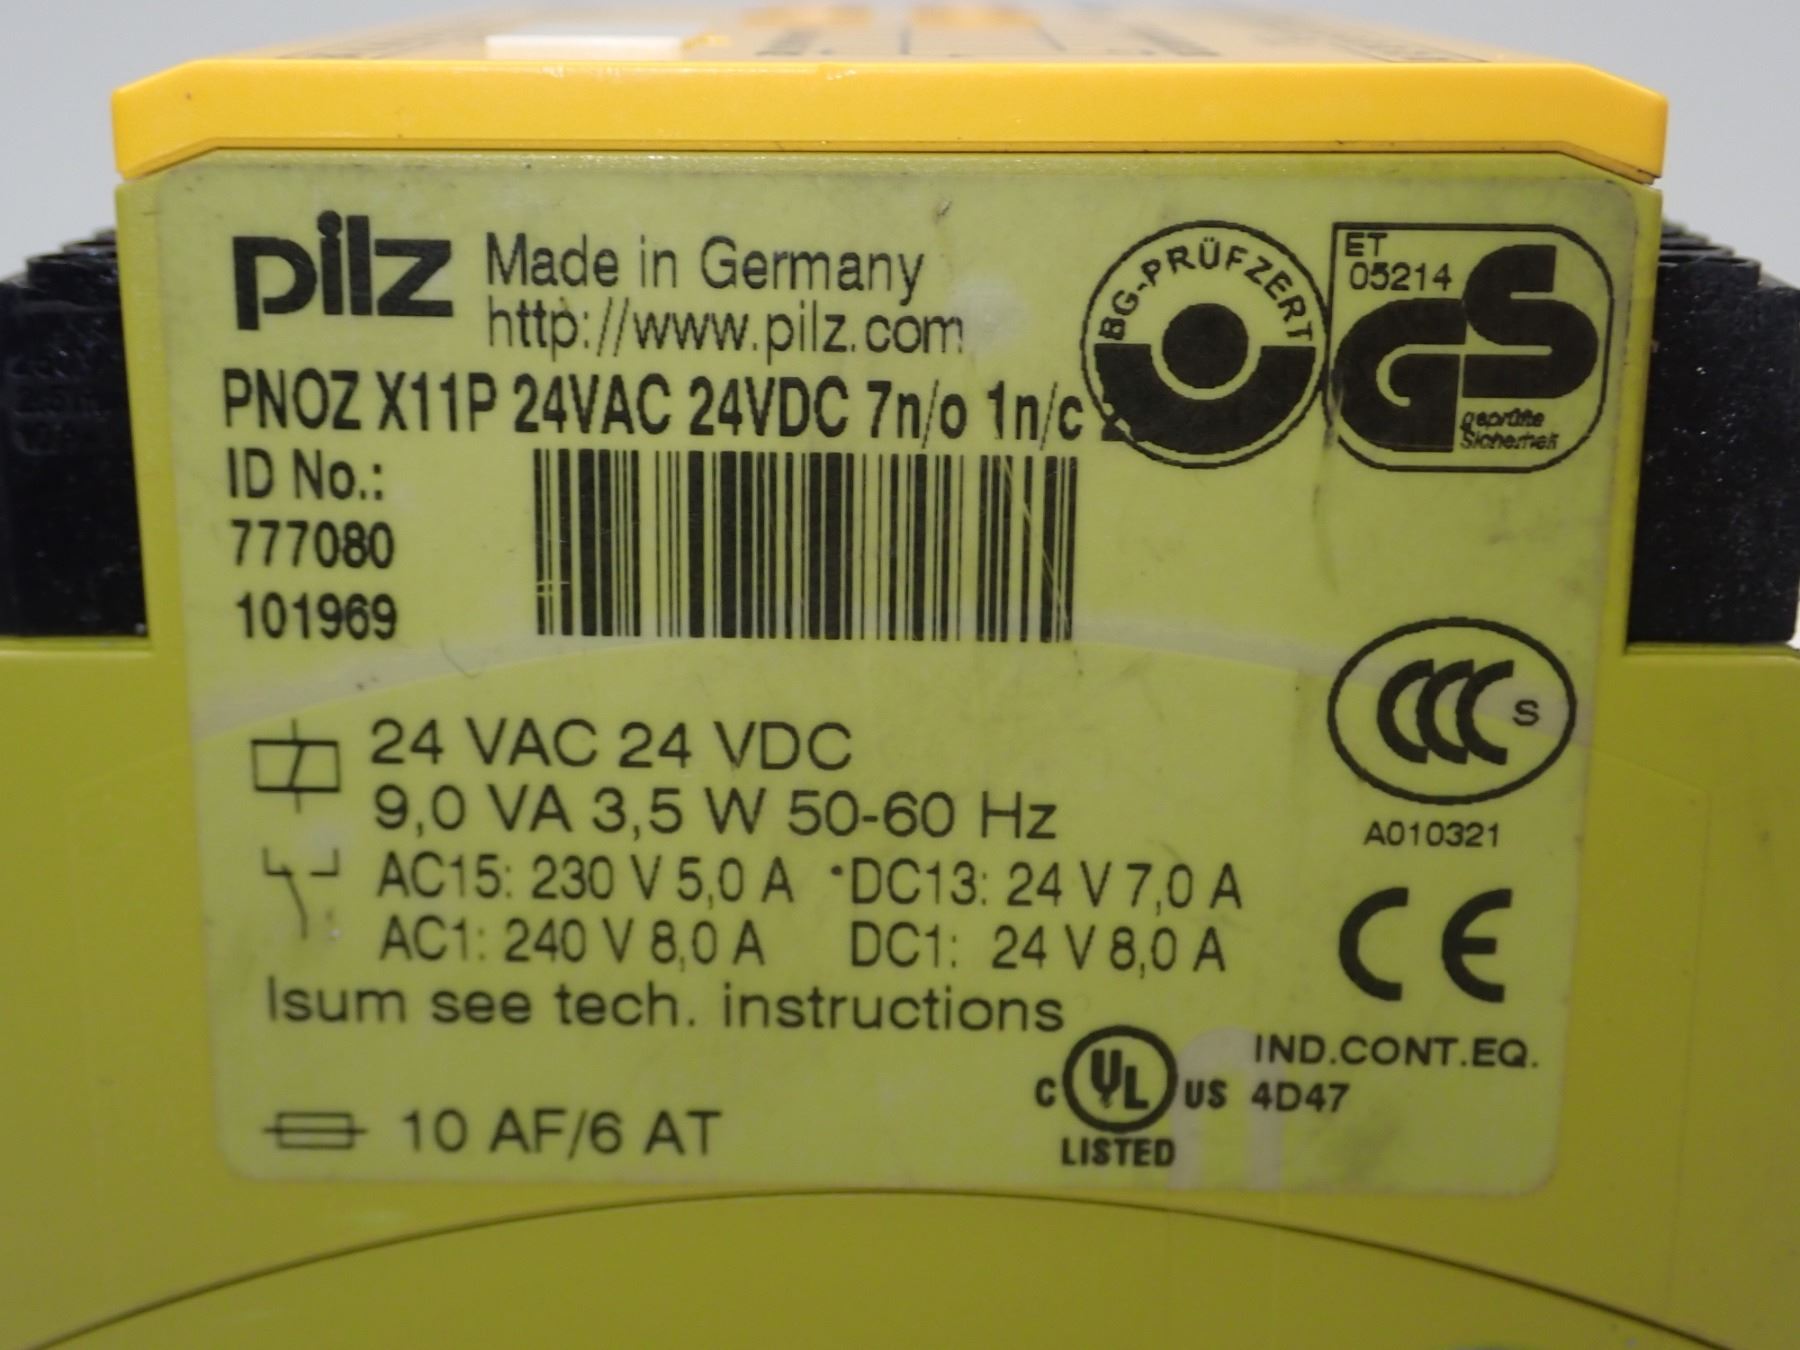 pilz
Made in Germany
http://www.pilz.com
BG-PRÜFZERT
ET
05214
GS
geprüfte
Sicherheit
PNOZ X11P 24VAC 24VDC 7n/o 1n/c
ID No.:
777080
101969
CCC S
A010321
24 VAC 24 VDC
9,0 VA 3,5 W 50-60 Hz
AC15: 230 V 5,0 A DC13: 24 V 7,0 A
AC1: 240 V 8,0 A DC1: 24 V 8,0 A
Isum see tech. instructions
CE
10 AF/6 AT
C UL US
LISTED
IND.CONT.EQ.
4D47